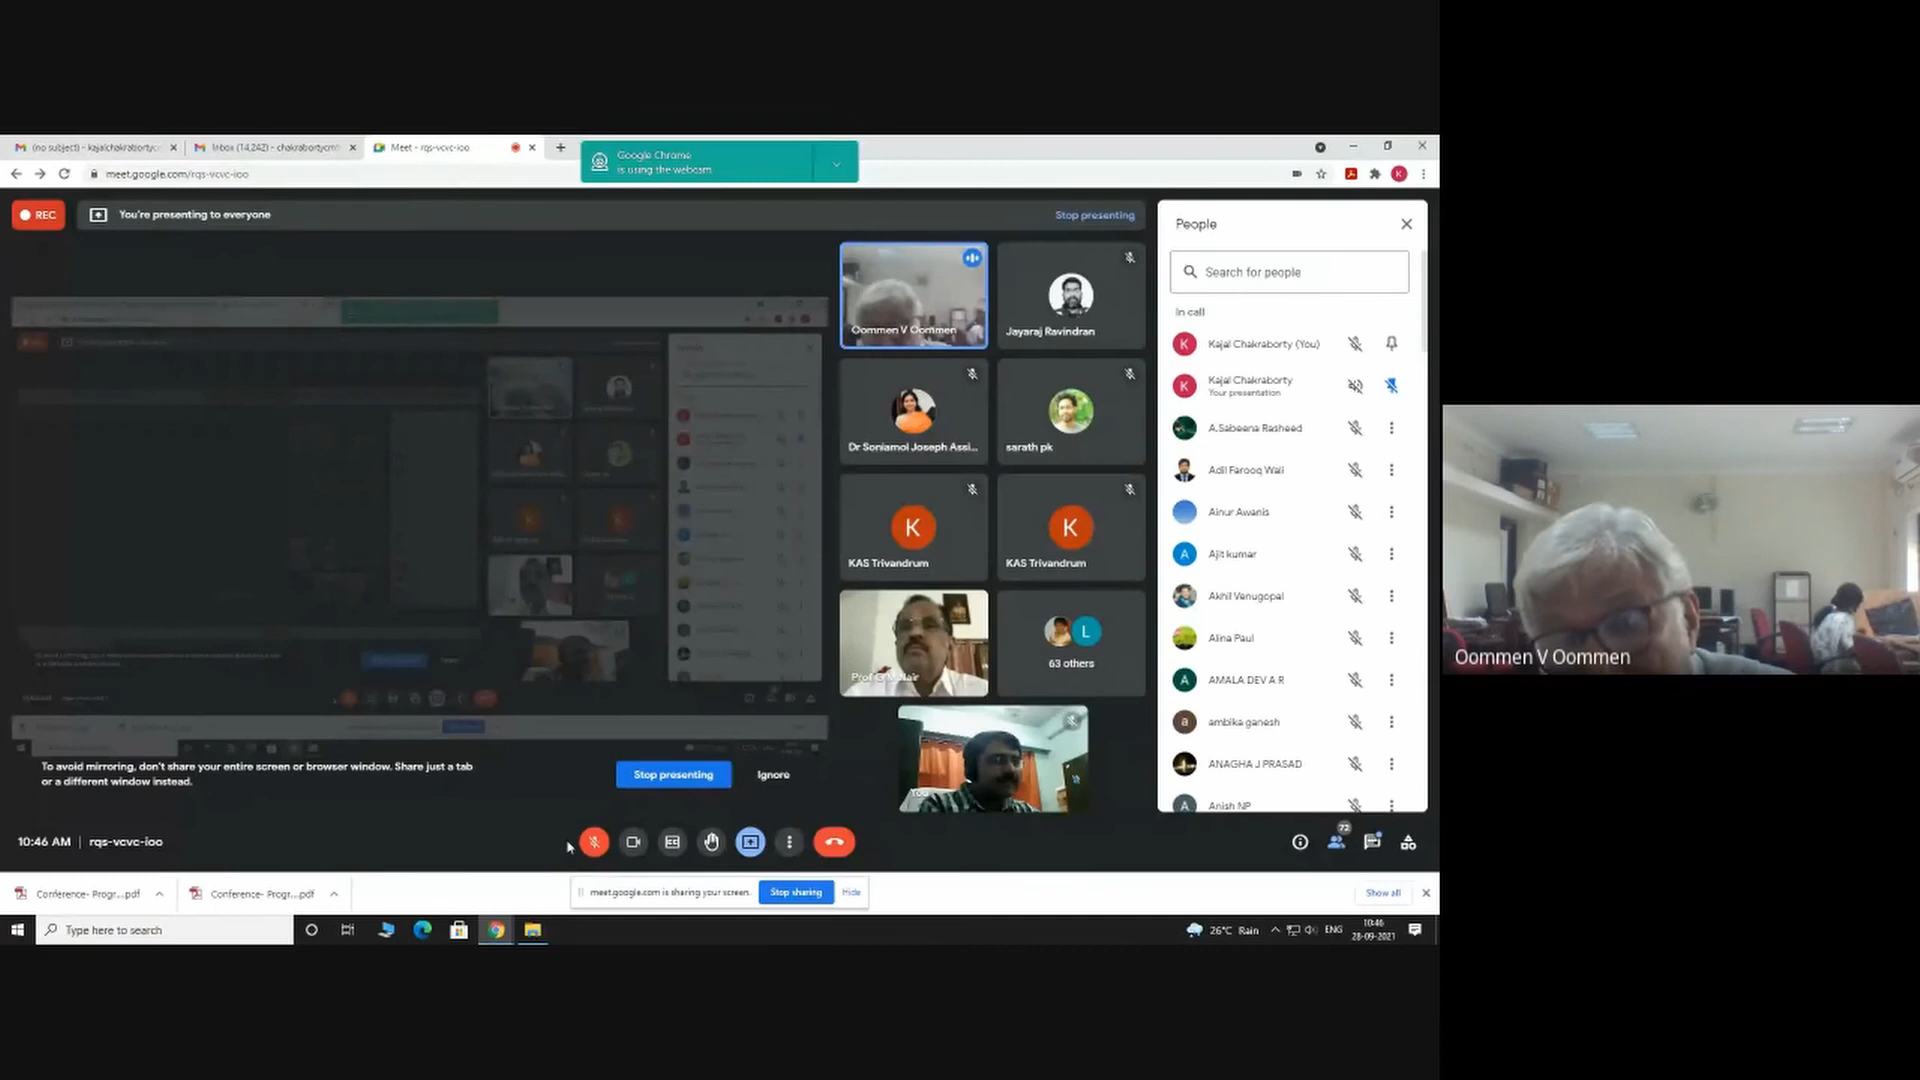 (no subject) - kajalchakrabortyc
Inbox (14,242) - chakrabortycm
Meet - rqs-vcvc-ioo
Google Chrome
is using the webcam
meet.google.com/rqs-vcvc-ioo
K
REC
You're presenting to everyone
Stop presenting
People
Search for people
In call
Oommen V Oommen
Jayaraj Ravindran
K
Kajal Chakraborty (You)
K
Kajal Chakraborty
Your presentation
A.Sabeena Rasheed
Dr Soniamol Joseph Assi...
sarath pk
Adil Farooq Wali
Ainur Awanis
K
K
A
Ajit kumar
KAS Trivandrum
KAS Trivandrum
Akhil Venugopal
Alina Paul
L
63 others
Oommen V Oommen
A
AMALA DEV A R
a
ambika ganesh
ANAGHA J PRASAD
A
Anish NP
To avoid mirroring, don't share your entire screen or browser window. Share just a tab
or a different window instead.
Stop presenting
Ignore
You
10:46 AM | rqs-vcvc-ioo
72
Conference- Progr....pdf
Conference- Progr....pdf
meet.google.com is sharing your screen.
Stop sharing
Hide
Show all
Type here to search
26°C Rain
ENG
10:46
28-09-2021